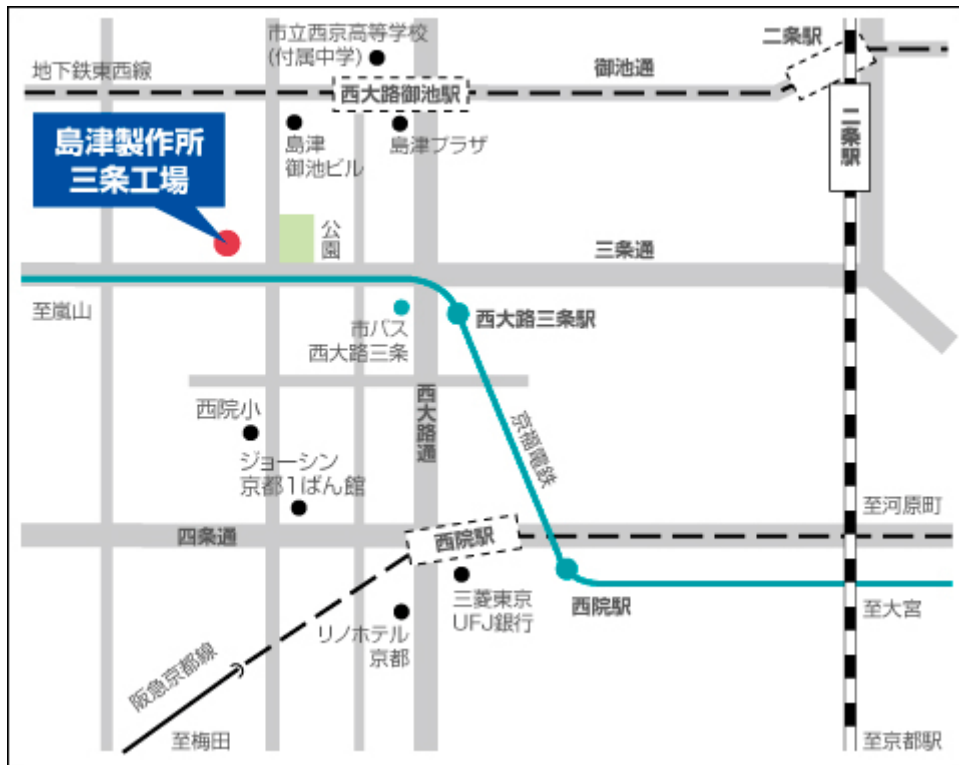 市立西京高等学校
(付属中学)
二条駅
地下鉄東西線
御池通
西大路御池駅
島津製作所
三条工場
島津
御池ビル
島津プラザ
二条駅
公園
三条通
至嵐山
西大路三条駅
市バス
西大路三条
西大路通
西院小
京福電鉄
ジョーシン
京都1ばん館
至河原町
四条通
西院駅
三菱東京
UFJ銀行
西院駅
至大宮
リノホテル
京都
阪急京都線
至梅田
至京都駅